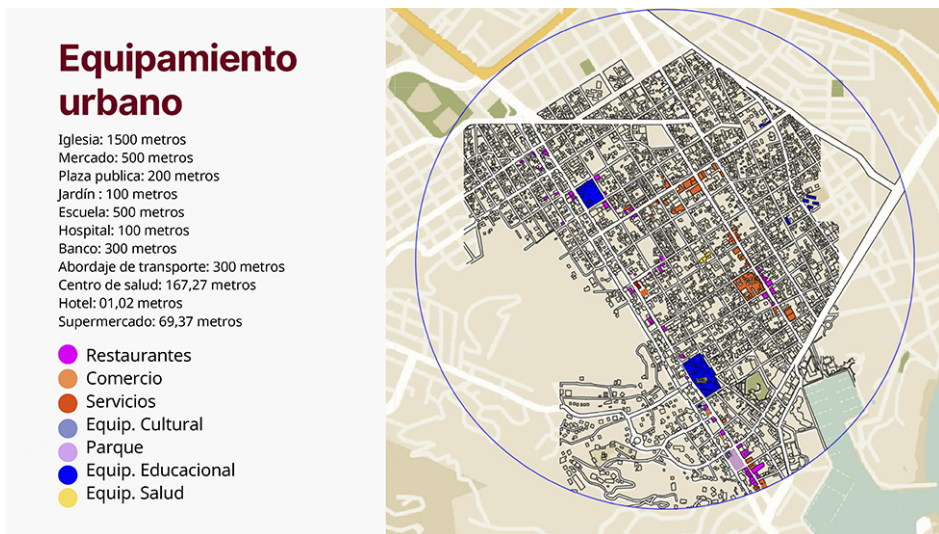 Equipamiento
urbano
Iglesia: 1500 metros
Mercado: 500 metros
Plaza publica: 200 metros
Jardín : 100 metros
Escuela: 500 metros
Hospital: 100 metros
Banco: 300 metros
Abordaje de transporte: 300 metros
Centro de salud: 167,27 metros
Hotel: 01,02 metros
Supermercado: 69,37 metros
Restaurantes
Comercio
Servicios
Equip. Cultural
Parque
Equip. Educacional
Equip. Salud